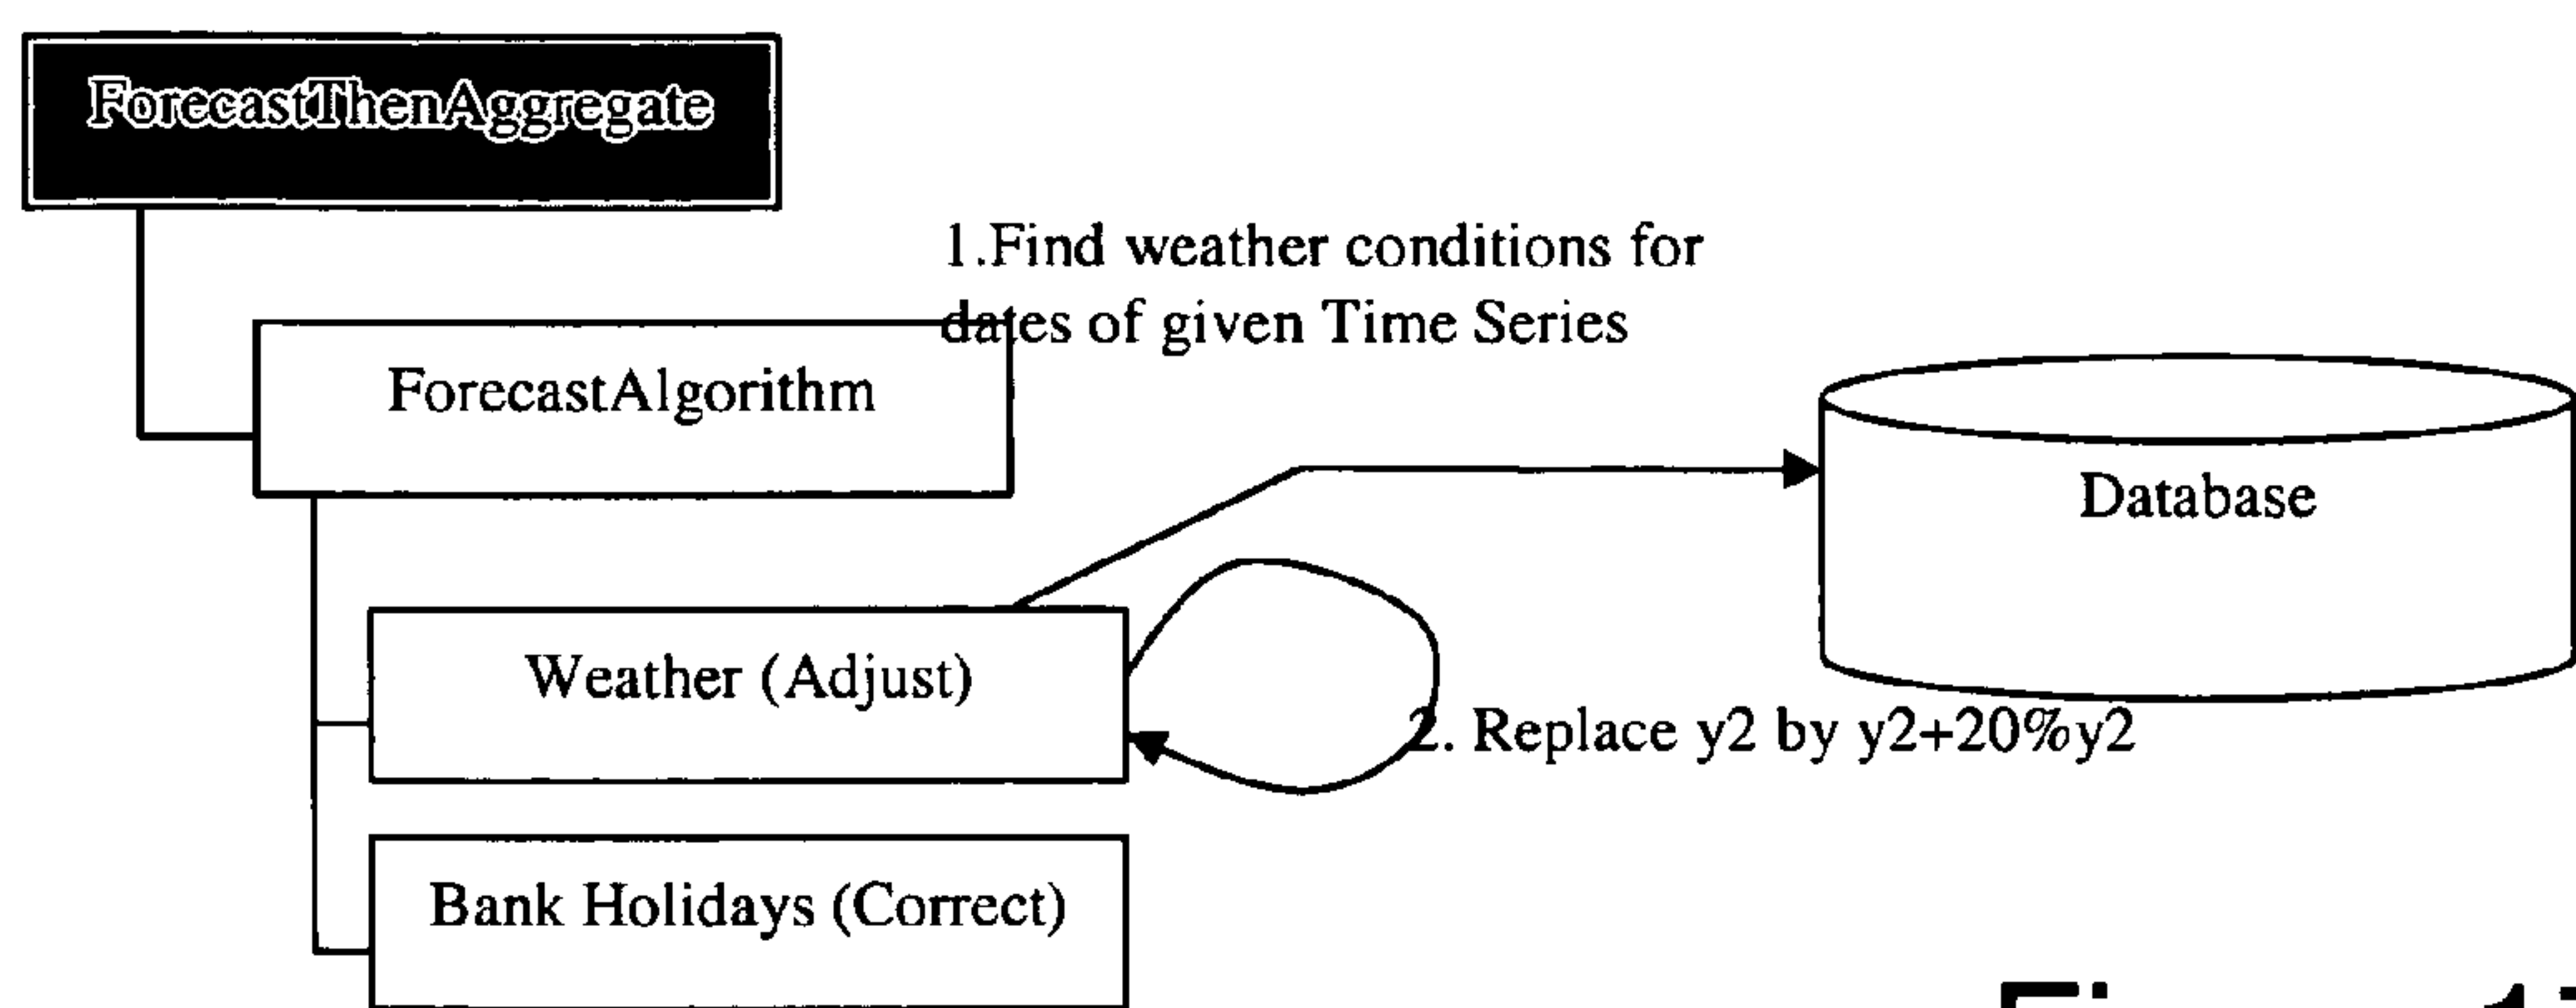 ForecastThenAggregate
1.Find weather conditions for
dates of given Time Series
ForecastAlgorithm
Database
Weather (Adjust)
2. Replace y2 by y2+20%y2
Bank Holidays (Correct)